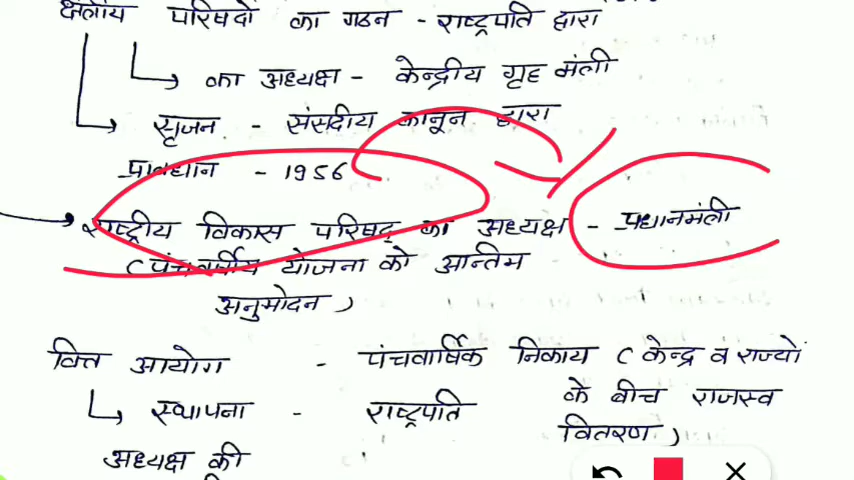 क्षेत्रीय परिषदों का गठन - राष्ट्रपति द्वारा
का अध्यक्ष - केन्द्रीय गृह मंत्री
सृजन - संसदीय कानून द्वारा
प्रावधान - 1956
राष्ट्रीय विकास परिषद् का अध्यक्ष - प्रधानमंत्री
( पंचवर्षीय योजना को अन्तिम
अनुमोदन )
वित्त आयोग - पंचवार्षिक निकाय ( केन्द्र व राज्यों
के बीच राजस्व
वितरण )
स्थापना - राष्ट्रपति
अध्यक्ष की